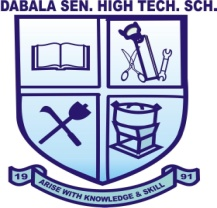 DABALA SEN. HIGH TECH. SCH.
19 ARISE WITH KNOWLEDGE & SKILL 91